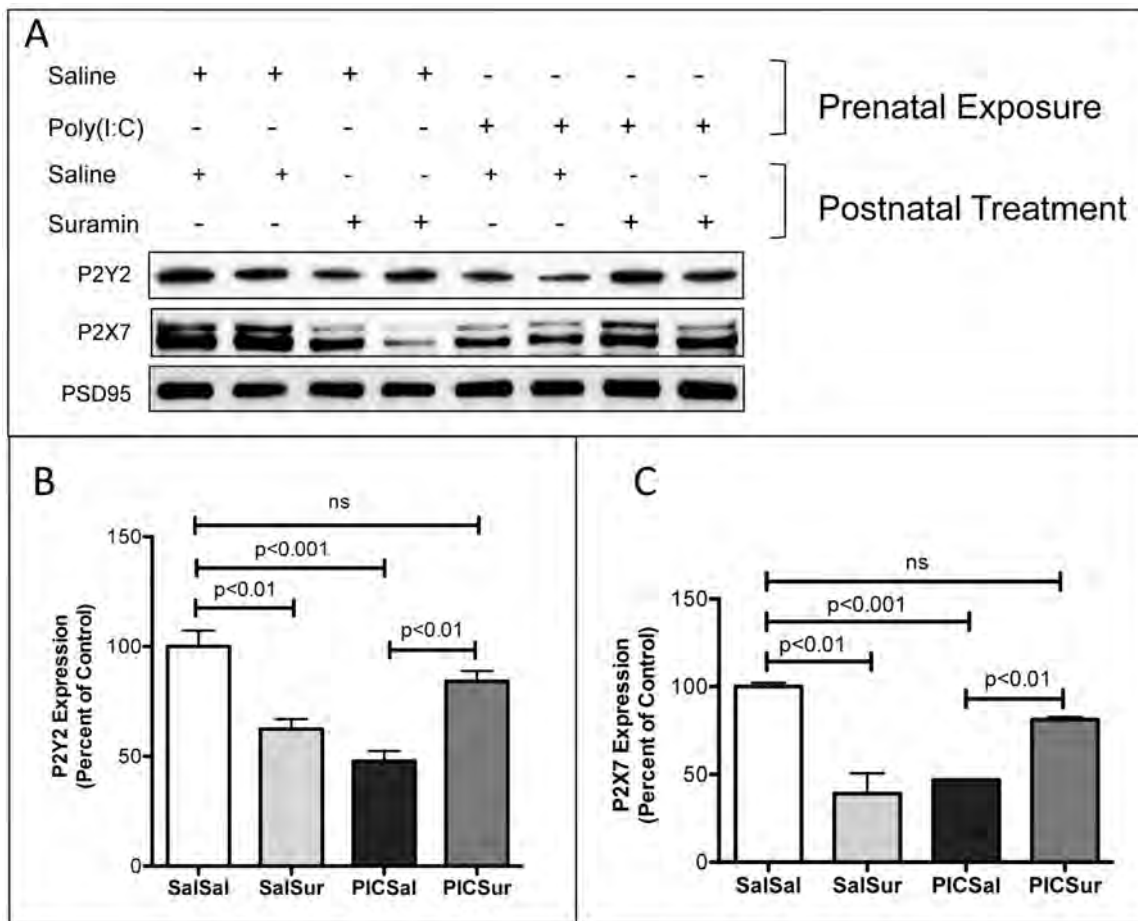 A
Saline + + + + - - - -
Poly(I:C) - - - - + + + +
Prenatal Exposure
Saline + + - - + + - -
Suramin - - + + - - + +
Postnatal Treatment
P2Y2
P2X7
PSD95
B
ns
p<0.001
p<0.01
p<0.01
150
100
50
0
P2Y2 Expression
(Percent of Control)
SalSal SalSur PICSal PICSur
C
ns
p<0.001
p<0.01
p<0.01
150
100
50
0
P2X7 Expression
(Percent of Control)
SalSal SalSur PICSal PICSur